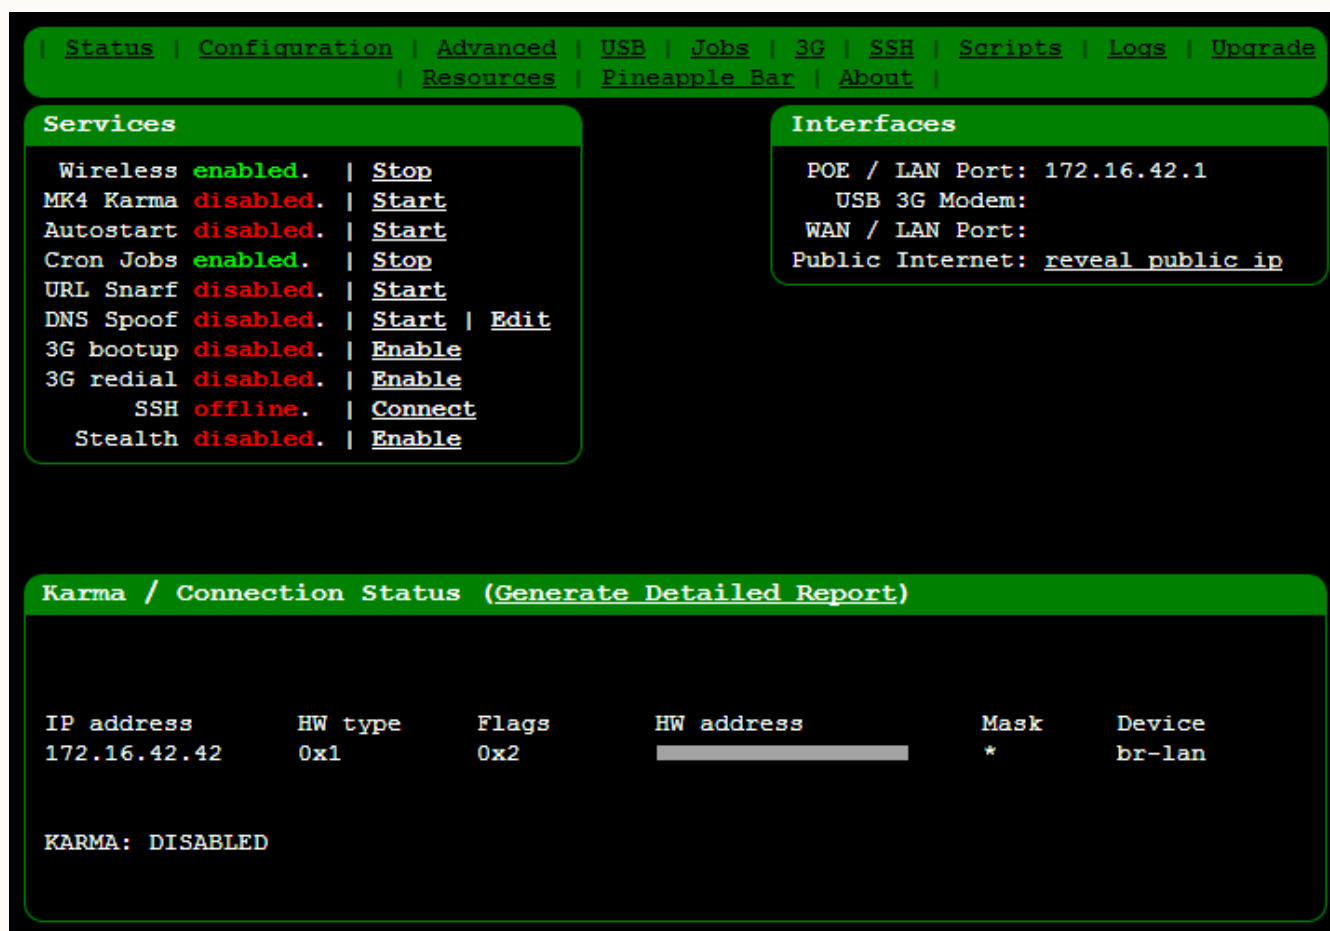 | Status | Configuration | Advanced | USB | Jobs | 3G | SSH | Scripts | Logs | Upgrade
| Resources | Pineapple Bar | About |
Services
Wireless enabled. | Stop
MK4 Karma disabled. | Start
Autostart disabled. | Start
Cron Jobs enabled. | Stop
URL Snarf disabled. | Start
DNS Spoof disabled. | Start | Edit
3G bootup disabled. | Enable
3G redial disabled. | Enable
SSH offline. | Connect
Stealth disabled. | Enable
Interfaces
POE / LAN Port: 172.16.42.1
USB 3G Modem:
WAN / LAN Port:
Public Internet: reveal public ip
Karma / Connection Status (Generate Detailed Report)
IP address HW type Flags HW address Mask Device
172.16.42.42 0x1 0x2 * br-lan
KARMA: DISABLED